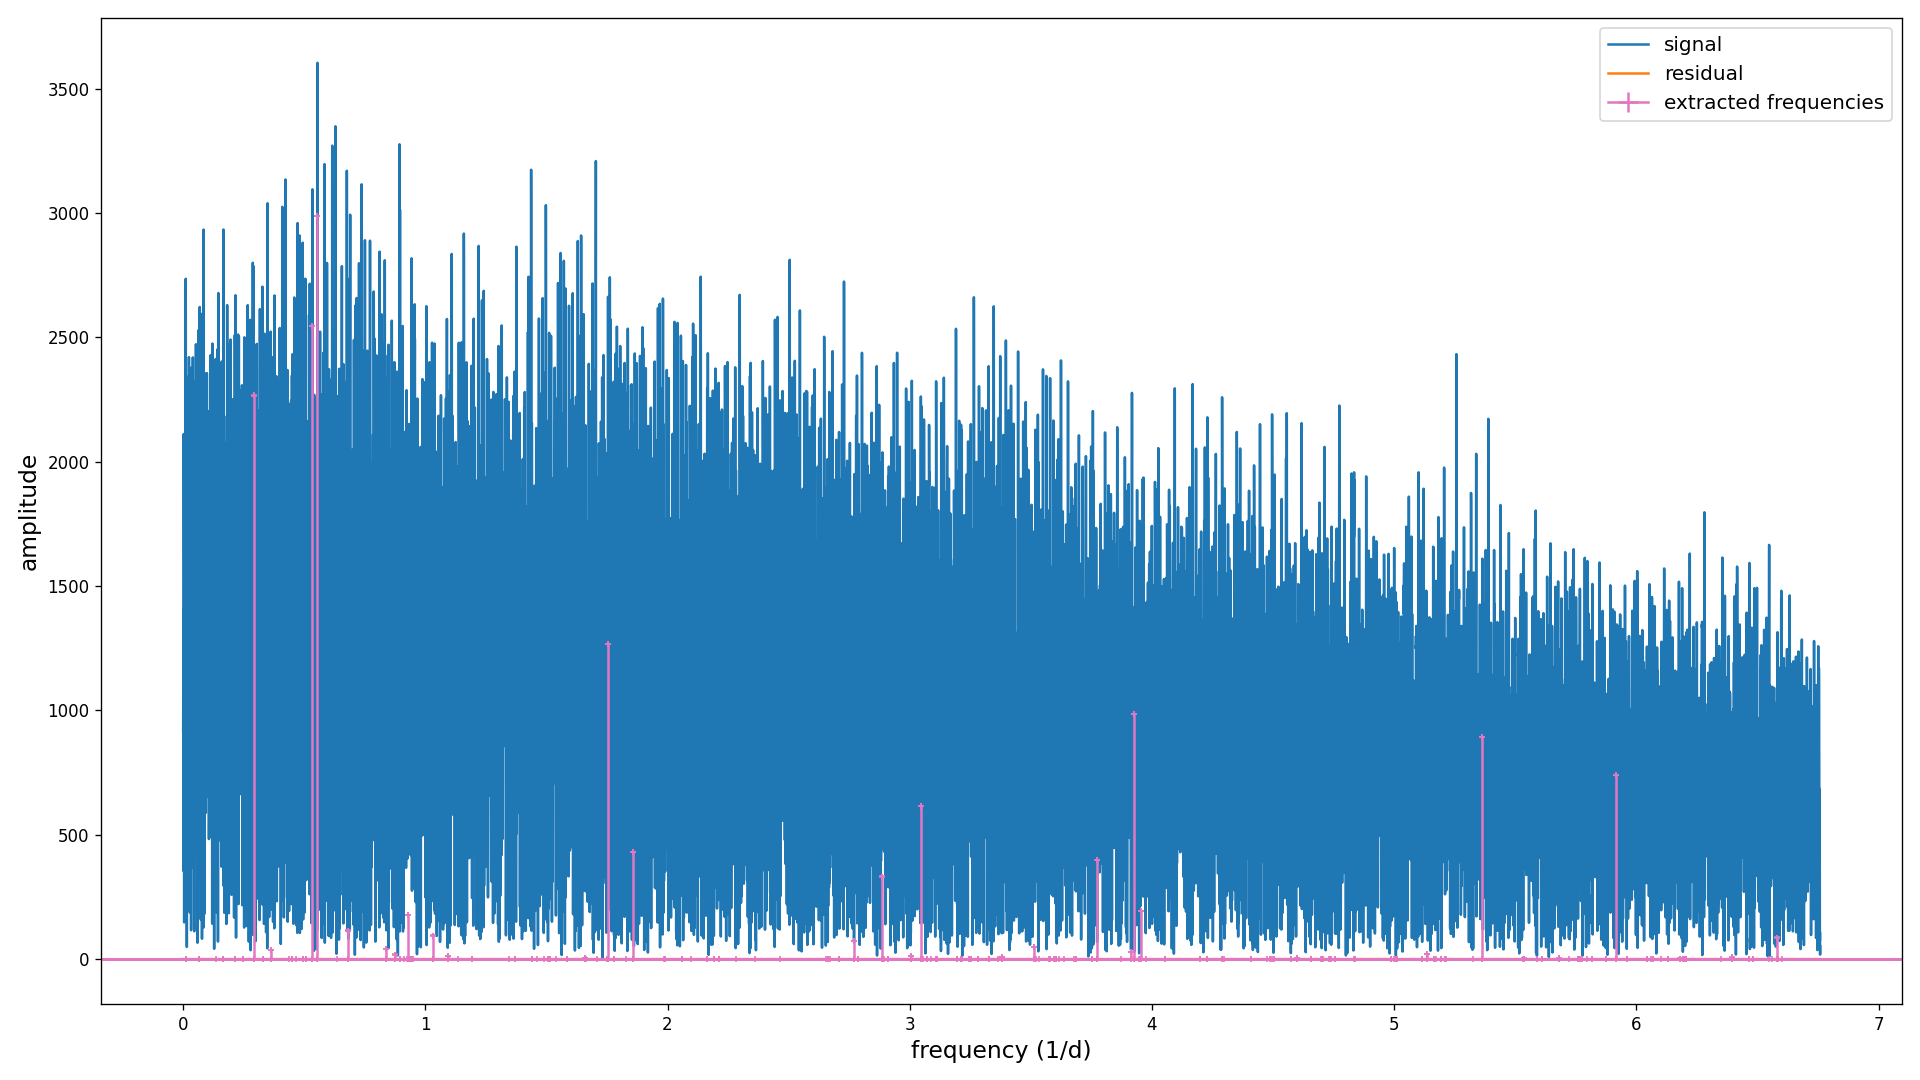 signal
residual
extracted frequencies
3500
3000
2500
2000
1500
1000
500
0
amplitude
0 1 2 3 4 5 6 7
frequency (1/d)